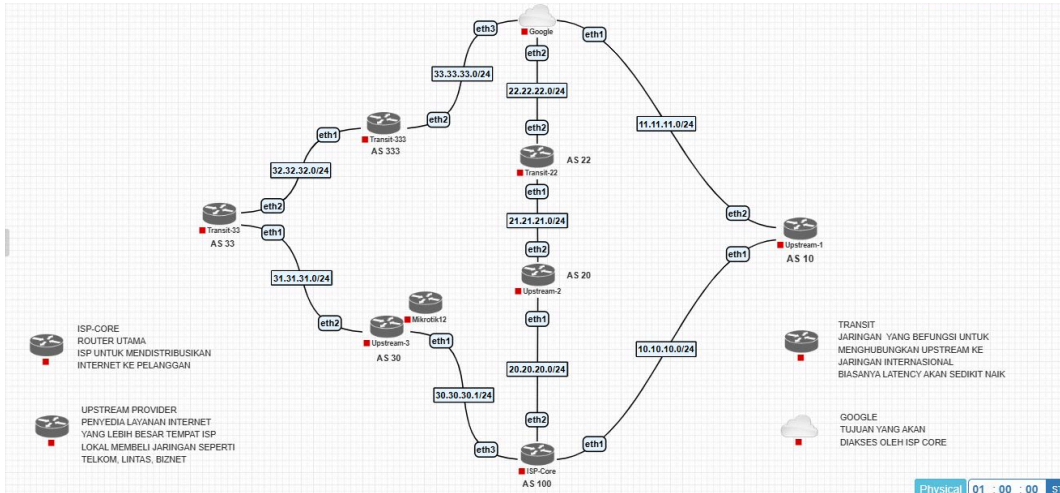 eth3
Google
eth1
eth2
33.33.33.0/24
22.22.22.0/24
eth2
11.11.11.0/24
eth1
Transit-333
AS 333
eth2
Transit-22
AS 22
32.32.32.0/24
eth1
eth2
Transit-33
AS 33
eth1
21.21.21.0/24
eth2
Upstream-1
AS 10
eth2
eth1
Upstream-2
AS 20
31.31.31.0/24
Mikrotik12
eth2
Upstream-3
AS 30
eth1
eth1
10.10.10.0/24
20.20.20.0/24
30.30.30.1/24
eth2
eth3
eth1
ISP-Core
AS 100
ISP-CORE
ROUTER UTAMA
ISP UNTUK MENDISTRIBUSIKAN
INTERNET KE PELANGGAN
UPSTREAM PROVIDER
PENYEDIA LAYANAN INTERNET
YANG LEBIH BESAR TEMPAT ISP
LOKAL MEMBELI JARINGAN SEPERTI
TELKOM, LINTAS, BIZNET
TRANSIT
JARINGAN YANG BEFUNGSI UNTUK
MENGHUBUNGKAN UPSTREAM KE
JARINGAN INTERNASIONAL
BIASANYA LATENCY AKAN SEDIKIT NAIK
GOOGLE
TUJUAN YANG AKAN
DIAKSES OLEH ISP CORE
Physical 01 : 00 : 00